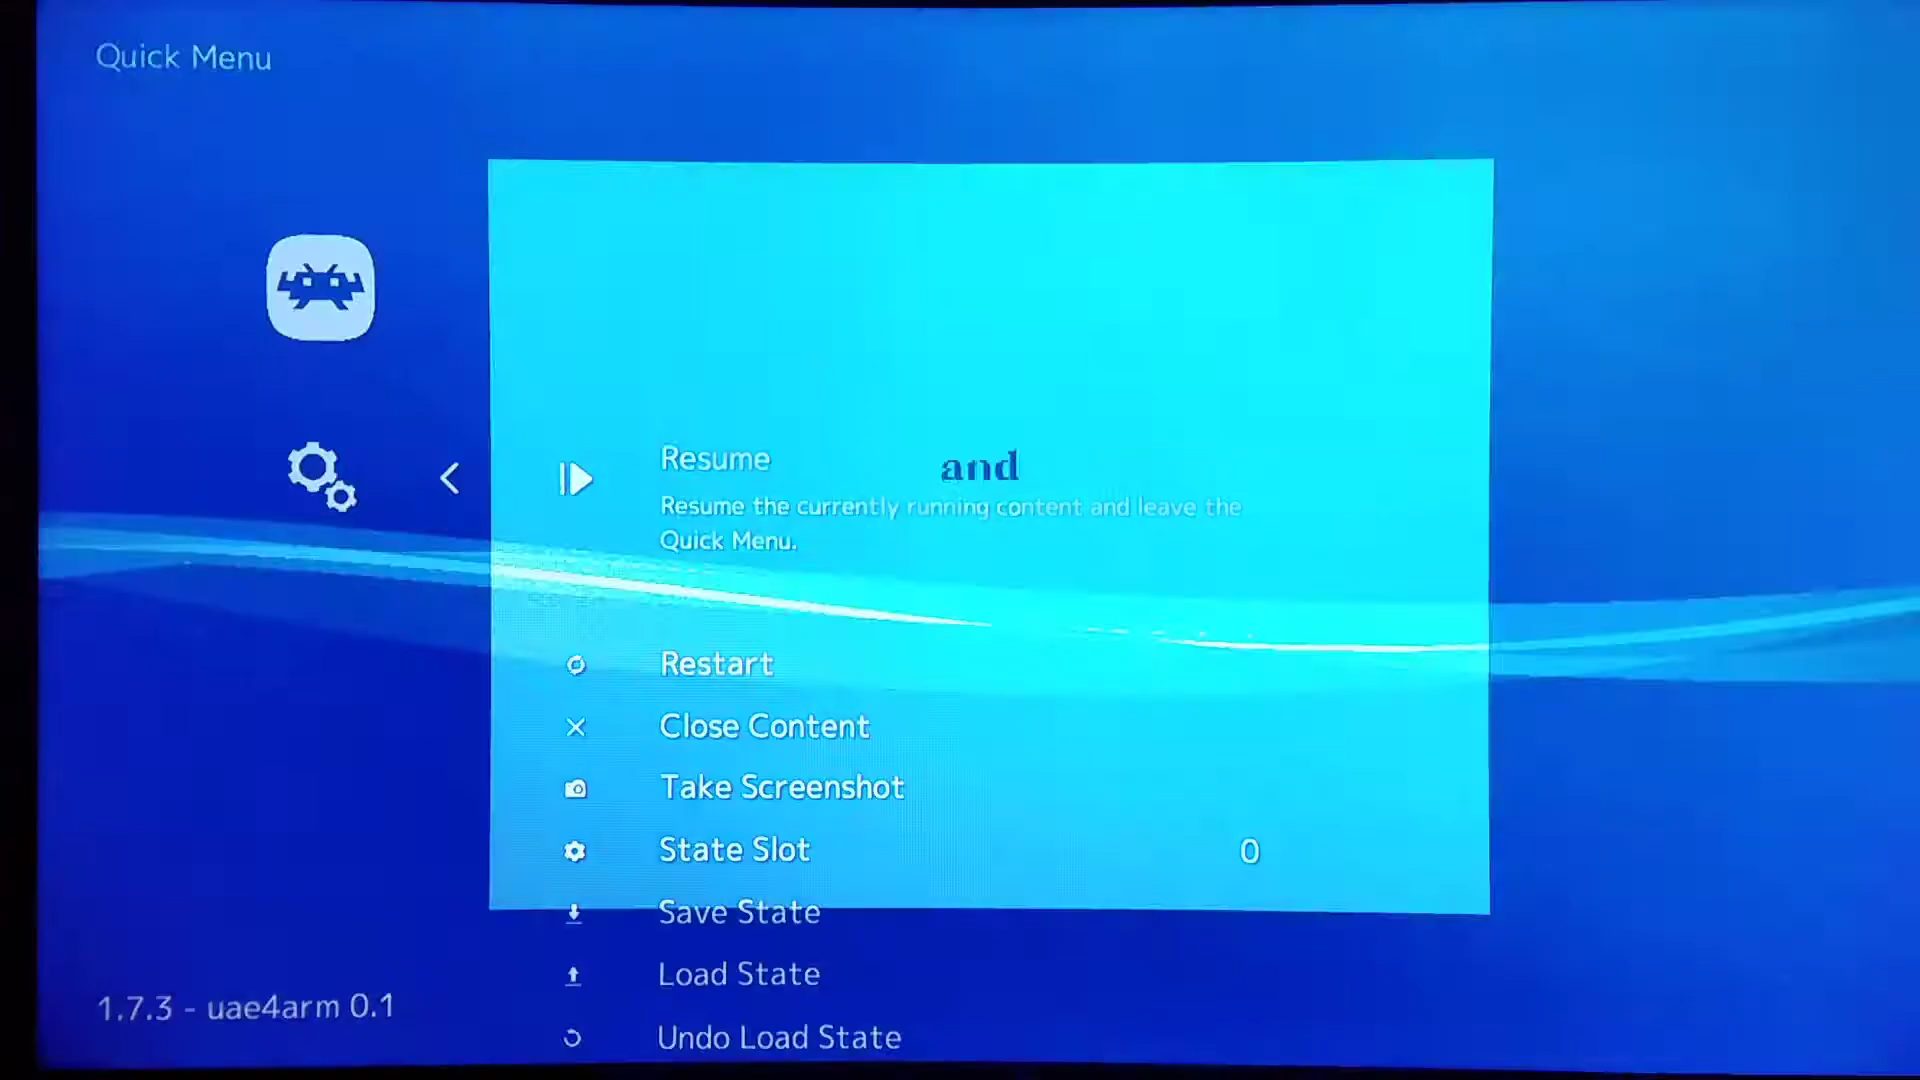 Quick Menu
Resume
and
Resume the currently running content and leave the
Quick Menu.
Restart
Close Content
Take Screenshot
State Slot 0
Save State
Load State
Undo Load State
1.7.3 - uae4arm 0.1